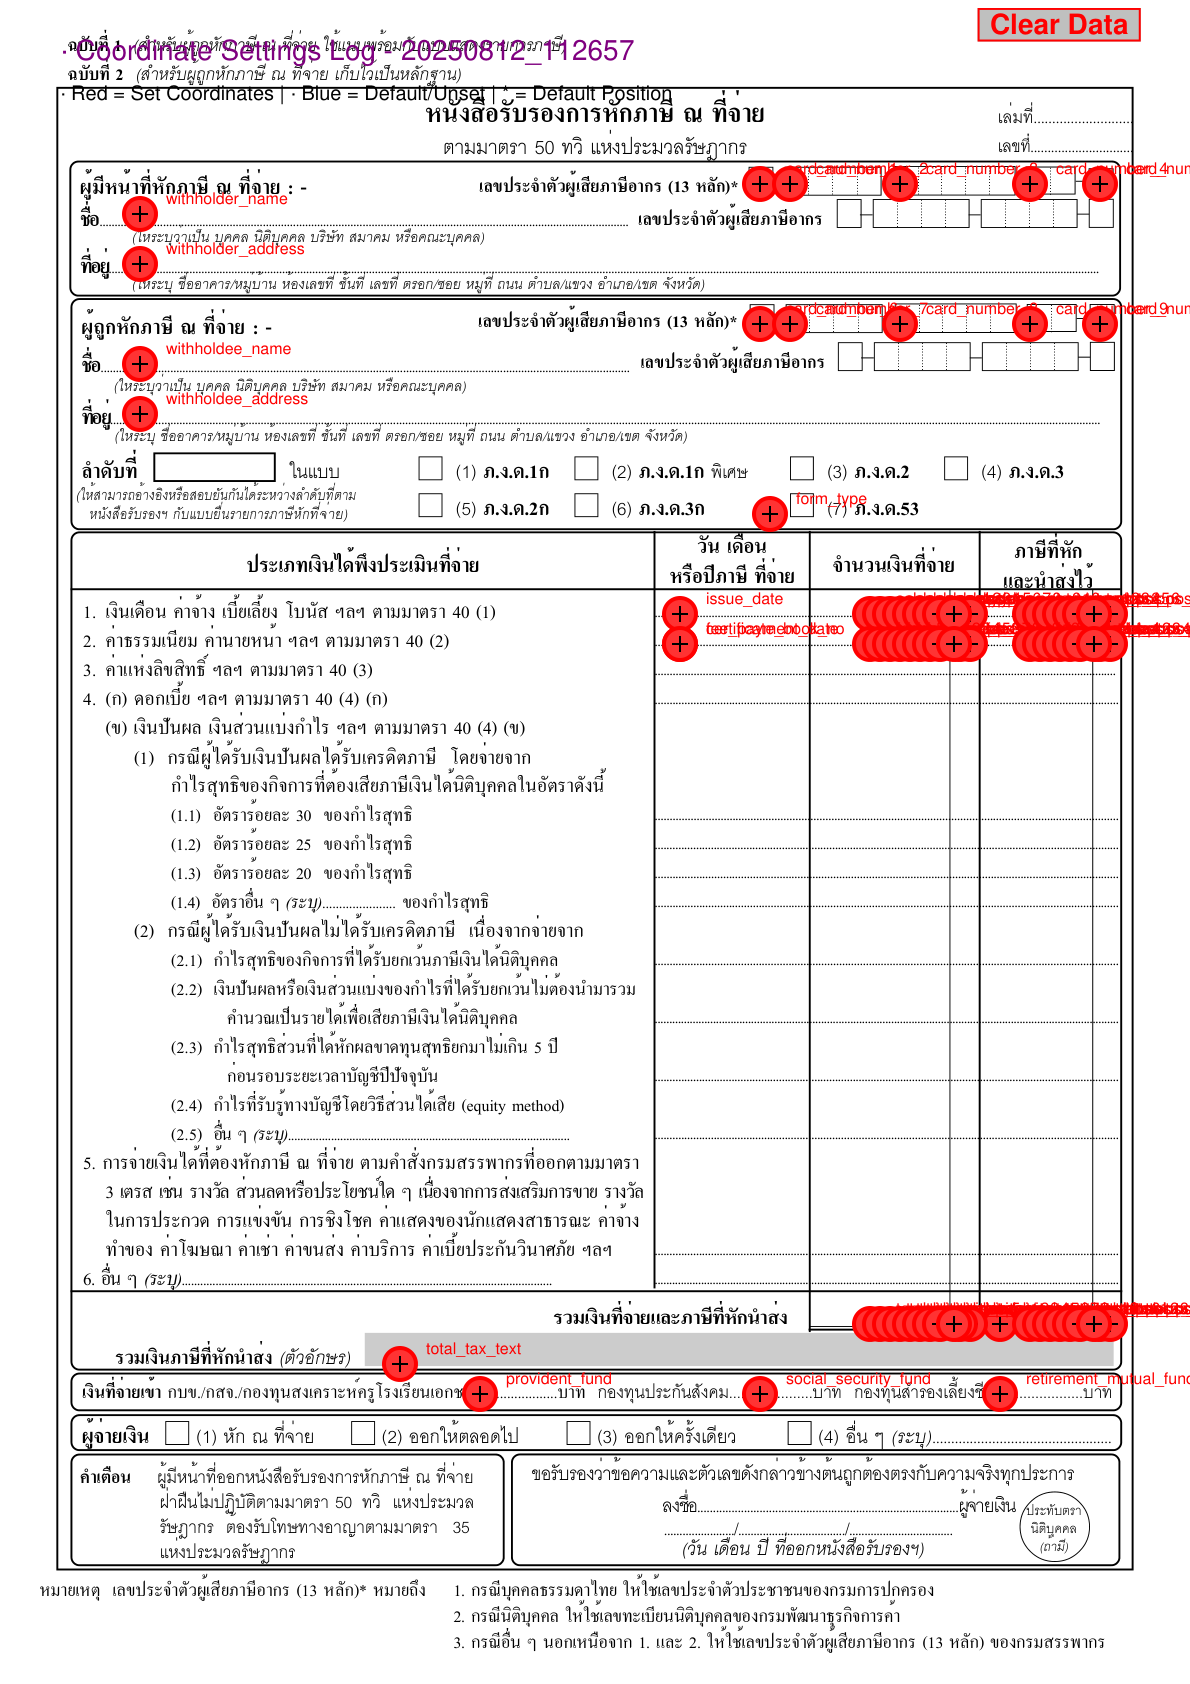 Clear Data
ฉบับที่ 1 (สำหรับผู้ถูกหักภาษี ณ ที่จ่าย ใช้แนบพร้อมกับแบบแสดงรายการภาษี)
· Coordinate Settings Log - 20250812_112657
ฉบับที่ 2 (สำหรับผู้ถูกหักภาษี ณ ที่จ่าย เก็บไว้เป็นหลักฐาน)
· Red = Set Coordinates | · Blue = Default/Unset | * = Default Position
หนังสือรับรองการหักภาษี ณ ที่จ่าย
เล่มที่
ตามมาตรา 50 ทวิ แห่งประมวลรัษฎากร
เลขที่
ผู้มีหน้าที่หักภาษี ณ ที่จ่าย : -
เลขประจำตัวผู้เสียภาษีอากร (13 หลัก)*
withholder_name
ชื่อ
เลขประจำตัวผู้เสียภาษีอากร
(ให้ระบุว่าเป็น บุคคล นิติบุคคล บริษัท สมาคม หรือคณะบุคคล)
withholder_address
ที่อยู่
(ให้ระบุ ชื่ออาคาร/หมู่บ้าน ห้องเลขที่ ชั้นที่ เลขที่ ตรอก/ซอย หมู่ที่ ถนน ตำบล/แขวง อำเภอ/เขต จังหวัด)
ผู้ถูกหักภาษี ณ ที่จ่าย : -
เลขประจำตัวผู้เสียภาษีอากร (13 หลัก)*
withholdee_name
ชื่อ
เลขประจำตัวผู้เสียภาษีอากร
(ให้ระบุว่าเป็น บุคคล นิติบุคคล บริษัท สมาคม หรือคณะบุคคล)
withholdee_address
ที่อยู่
(ให้ระบุ ชื่ออาคาร/หมู่บ้าน ห้องเลขที่ ชั้นที่ เลขที่ ตรอก/ซอย หมู่ที่ ถนน ตำบล/แขวง อำเภอ/เขต จังหวัด)
ลำดับที่ ในแบบ (1) ภ.ง.ด.1ก (2) ภ.ง.ด.1ก พิเศษ (3) ภ.ง.ด.2 (4) ภ.ง.ด.3
(ให้สามารถอ้างอิงหรือสอบยันกันได้ระหว่างลำดับที่ตาม
หนังสือรับรองฯ กับแบบยื่นรายการภาษีหักที่จ่าย)
(5) ภ.ง.ด.2ก (6) ภ.ง.ด.3ก form_type (7) ภ.ง.ด.53
ประเภทเงินได้พึงประเมินที่จ่าย
วัน เดือน
หรือปีภาษี ที่จ่าย
จำนวนเงินที่จ่าย
ภาษีที่หัก
และนำส่งไว้
1. เงินเดือน ค่าจ้าง เบี้ยเลี้ยง โบนัส ฯลฯ ตามมาตรา 40 (1)
issue_date
2. ค่าธรรมเนียม ค่านายหน้า ฯลฯ ตามมาตรา 40 (2)
3. ค่าแห่งลิขสิทธิ์ ฯลฯ ตามมาตรา 40 (3)
4. (ก) ดอกเบี้ย ฯลฯ ตามมาตรา 40 (4) (ก)
(ข) เงินปันผล เงินส่วนแบ่งกำไร ฯลฯ ตามมาตรา 40 (4) (ข)
(1) กรณีผู้ได้รับเงินปันผลได้รับเครดิตภาษี โดยจ่ายจาก
กำไรสุทธิของกิจการที่ต้องเสียภาษีเงินได้นิติบุคคลในอัตราดังนี้
(1.1) อัตราร้อยละ 30 ของกำไรสุทธิ
(1.2) อัตราร้อยละ 25 ของกำไรสุทธิ
(1.3) อัตราร้อยละ 20 ของกำไรสุทธิ
(1.4) อัตราอื่น ๆ (ระบุ)...................... ของกำไรสุทธิ
(2) กรณีผู้ได้รับเงินปันผลไม่ได้รับเครดิตภาษี เนื่องจากจ่ายจาก
(2.1) กำไรสุทธิของกิจการที่ได้รับยกเว้นภาษีเงินได้นิติบุคคล
(2.2) เงินปันผลหรือเงินส่วนแบ่งของกำไรที่ได้รับยกเว้นไม่ต้องนำมารวม
คำนวณเป็นรายได้เพื่อเสียภาษีเงินได้นิติบุคคล
(2.3) กำไรสุทธิส่วนที่ได้หักผลขาดทุนสุทธิยกมาไม่เกิน 5 ปี
ก่อนรอบระยะเวลาบัญชีปีปัจจุบัน
(2.4) กำไรที่รับรู้ทางบัญชีโดยวิธีส่วนได้เสีย (equity method)
(2.5) อื่น ๆ (ระบุ)
5. การจ่ายเงินได้ที่ต้องหักภาษี ณ ที่จ่าย ตามคำสั่งกรมสรรพากรที่ออกตามมาตรา
3 เตรส เช่น รางวัล ส่วนลดหรือประโยชน์ใด ๆ เนื่องจากการส่งเสริมการขาย รางวัล
ในการประกวด การแข่งขัน การชิงโชค ค่าแสดงของนักแสดงสาธารณะ ค่าจ้าง
ทำของ ค่าโฆษณา ค่าเช่า ค่าขนส่ง ค่าบริการ ค่าเบี้ยประกันวินาศภัย ฯลฯ
6. อื่น ๆ (ระบุ)
รวมเงินที่จ่ายและภาษีที่หักนำส่ง
total_tax_text
รวมเงินภาษีที่หักนำส่ง (ตัวอักษร)
provident_fund social_security_fund retirement_mutual_fund
เงินที่จ่ายเข้า กบข./กสจ./กองทุนสงเคราะห์ครูโรงเรียนเอกช บาท กองทุนประกันสังคม บาท กองทุนสำรองเลี้ยงชี บาท
ผู้จ่ายเงิน (1) หัก ณ ที่จ่าย (2) ออกให้ตลอดไป (3) ออกให้ครั้งเดียว (4) อื่น ๆ (ระบุ)
คำเตือน ผู้มีหน้าที่ออกหนังสือรับรองการหักภาษี ณ ที่จ่าย
ฝ่าฝืนไม่ปฏิบัติตามมาตรา 50 ทวิ แห่งประมวล
รัษฎากร ต้องรับโทษทางอาญาตามมาตรา 35
แห่งประมวลรัษฎากร
ขอรับรองว่าข้อความและตัวเลขดังกล่าวข้างต้นถูกต้องตรงกับความจริงทุกประการ
ลงชื่อ ผู้จ่ายเงิน
(วัน เดือน ปี ที่ออกหนังสือรับรองฯ)
ประทับตรา
นิติบุคคล
(ถ้ามี)
หมายเหตุ เลขประจำตัวผู้เสียภาษีอากร (13 หลัก)* หมายถึง 1. กรณีบุคคลธรรมดาไทย ให้ใช้เลขประจำตัวประชาชนของกรมการปกครอง
2. กรณีนิติบุคคล ให้ใช้เลขทะเบียนนิติบุคคลของกรมพัฒนาธุรกิจการค้า
3. กรณีอื่น ๆ นอกเหนือจาก 1. และ 2. ให้ใช้เลขประจำตัวผู้เสียภาษีอากร (13 หลัก) ของกรมสรรพากร